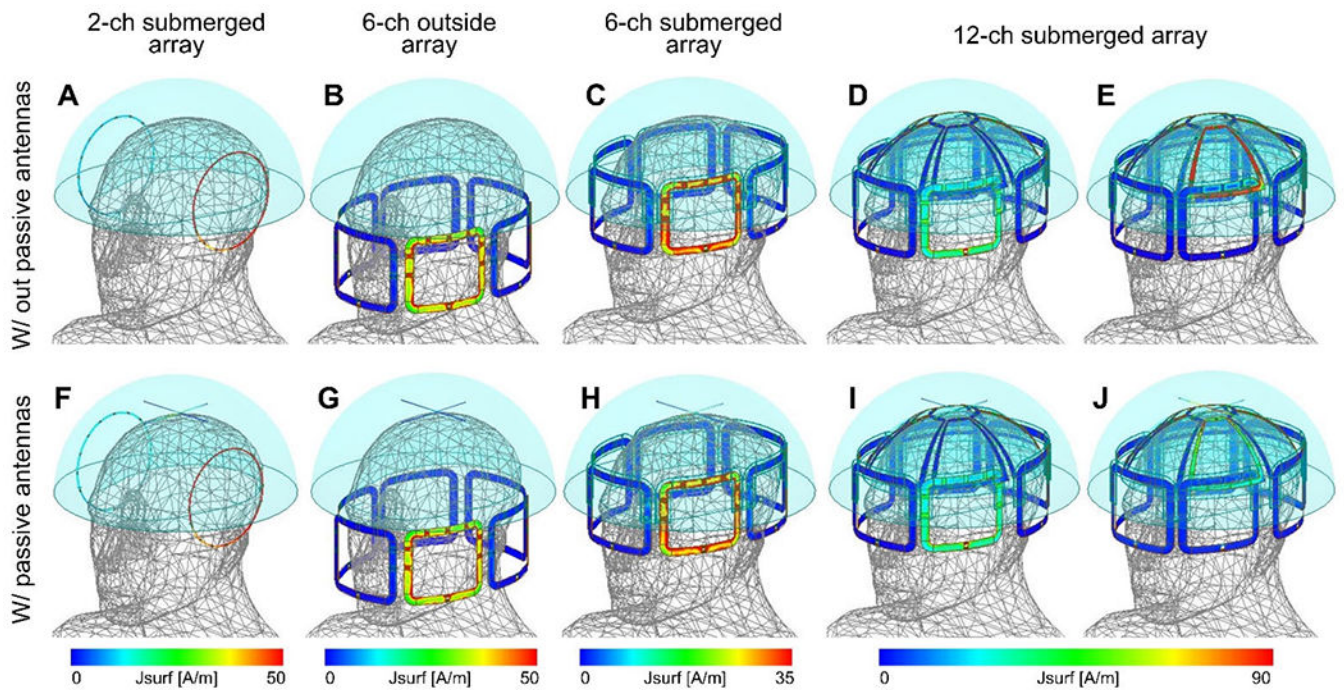 2-ch submerged
array
6-ch outside
array
6-ch submerged
array
12-ch submerged array
W/ out passive antennas
A
B
C
D
E
W/ passive antennas
F
G
H
I
J
0 Jsurf [A/m] 50
0 Jsurf [A/m] 50
0 Jsurf [A/m] 35
0 Jsurf [A/m] 90